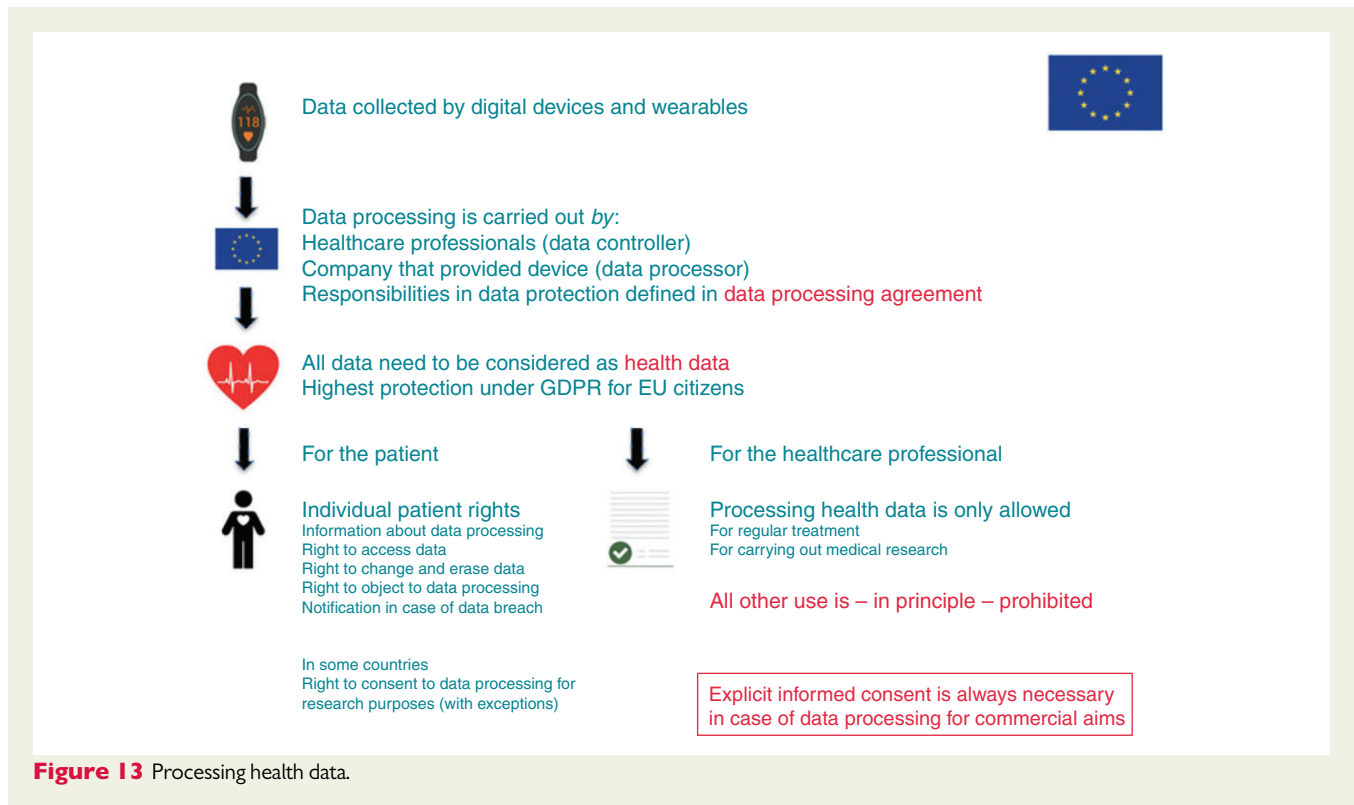 118
Data collected by digital devices and wearables
Data processing is carried out by:
Healthcare professionals (data controller)
Company that provided device (data processor)
Responsibilities in data protection defined in data processing agreement
All data need to be considered as health data
Highest protection under GDPR for EU citizens
For the patient
Individual patient rights
Information about data processing
Right to access data
Right to change and erase data
Right to object to data processing
Notification in case of data breach
In some countries
Right to consent to data processing for
research purposes (with exceptions)
For the healthcare professional
Processing health data is only allowed
For regular treatment
For carrying out medical research
All other use is – in principle – prohibited
Explicit informed consent is always necessary
in case of data processing for commercial aims
Figure 13 Processing health data.